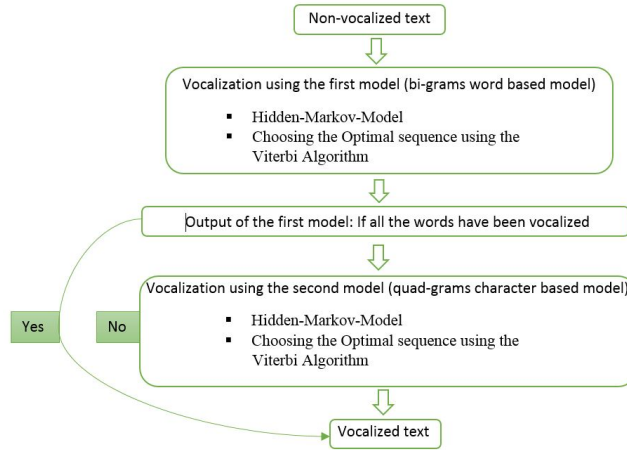 Non-vocalized text
Vocalization using the first model (bi-grams word based model)
▪ Hidden-Markov-Model
▪ Choosing the Optimal sequence using the
Viterbi Algorithm
Output of the first model: If all the words have been vocalized
Vocalization using the second model (quad-grams character based model)
Yes
No
▪ Hidden-Markov-Model
▪ Choosing the Optimal sequence using the
Viterbi Algorithm
Vocalized text